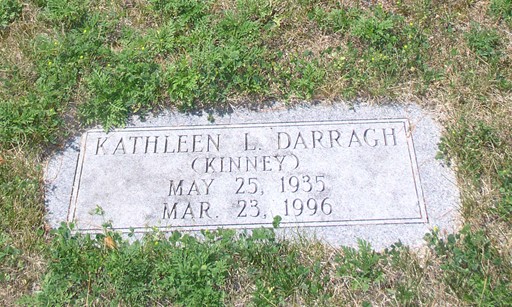 KATHLEEN L. DARRAGH
(KINNEY)
MAY 25, 1935
MAR. 23, 1996